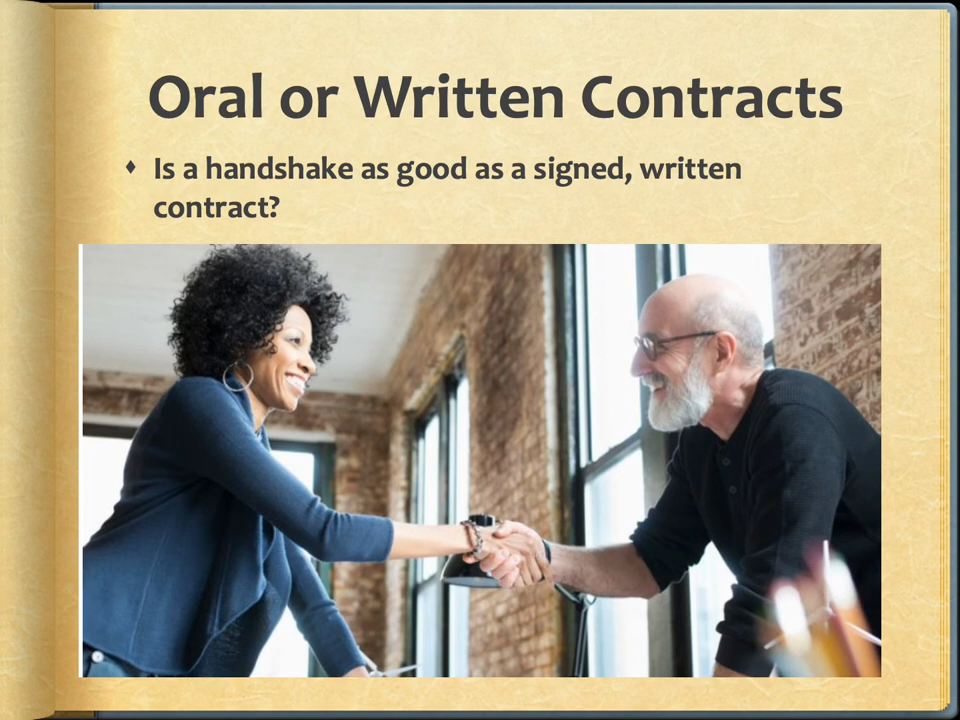 Oral or Written Contracts
Is a handshake as good as a signed, written
contract?